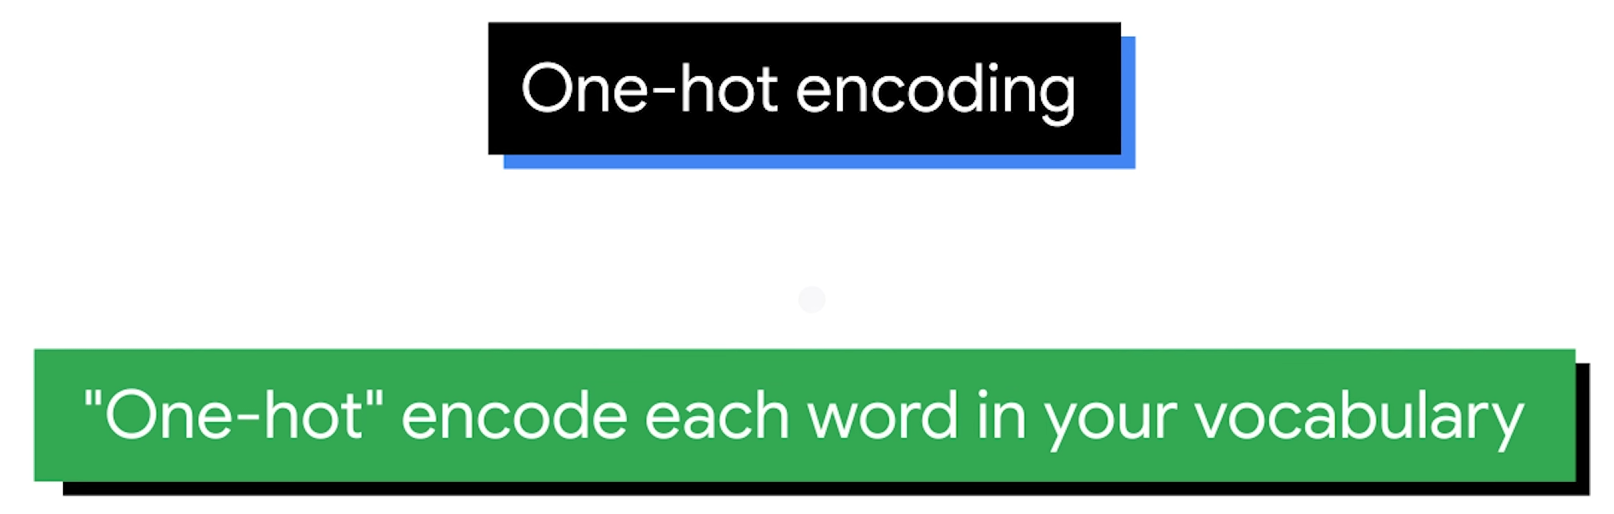 One-hot encoding
"One-hot" encode each word in your vocabulary